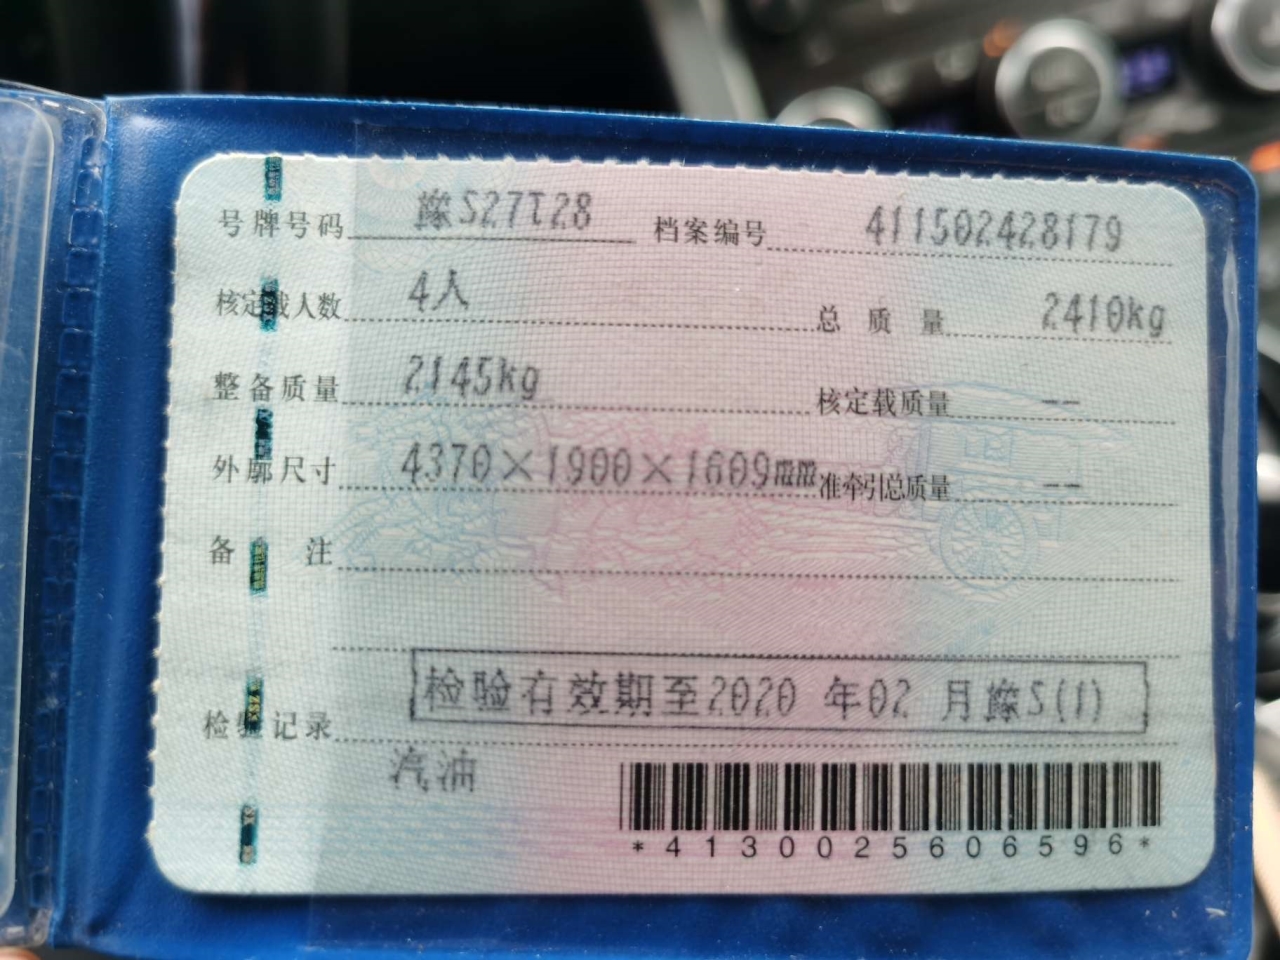 号牌号码 豫S27T28 档案编号 411502428179
核定载人数 4人 总质量 2410kg
整备质量 2145kg 核定载质量 --
外廓尺寸 4370×1900×1609mm 准牵引总质量 --
备注
检验有效期至2020 年02 月豫S(1)
检验记录
汽油
*4130025606596*